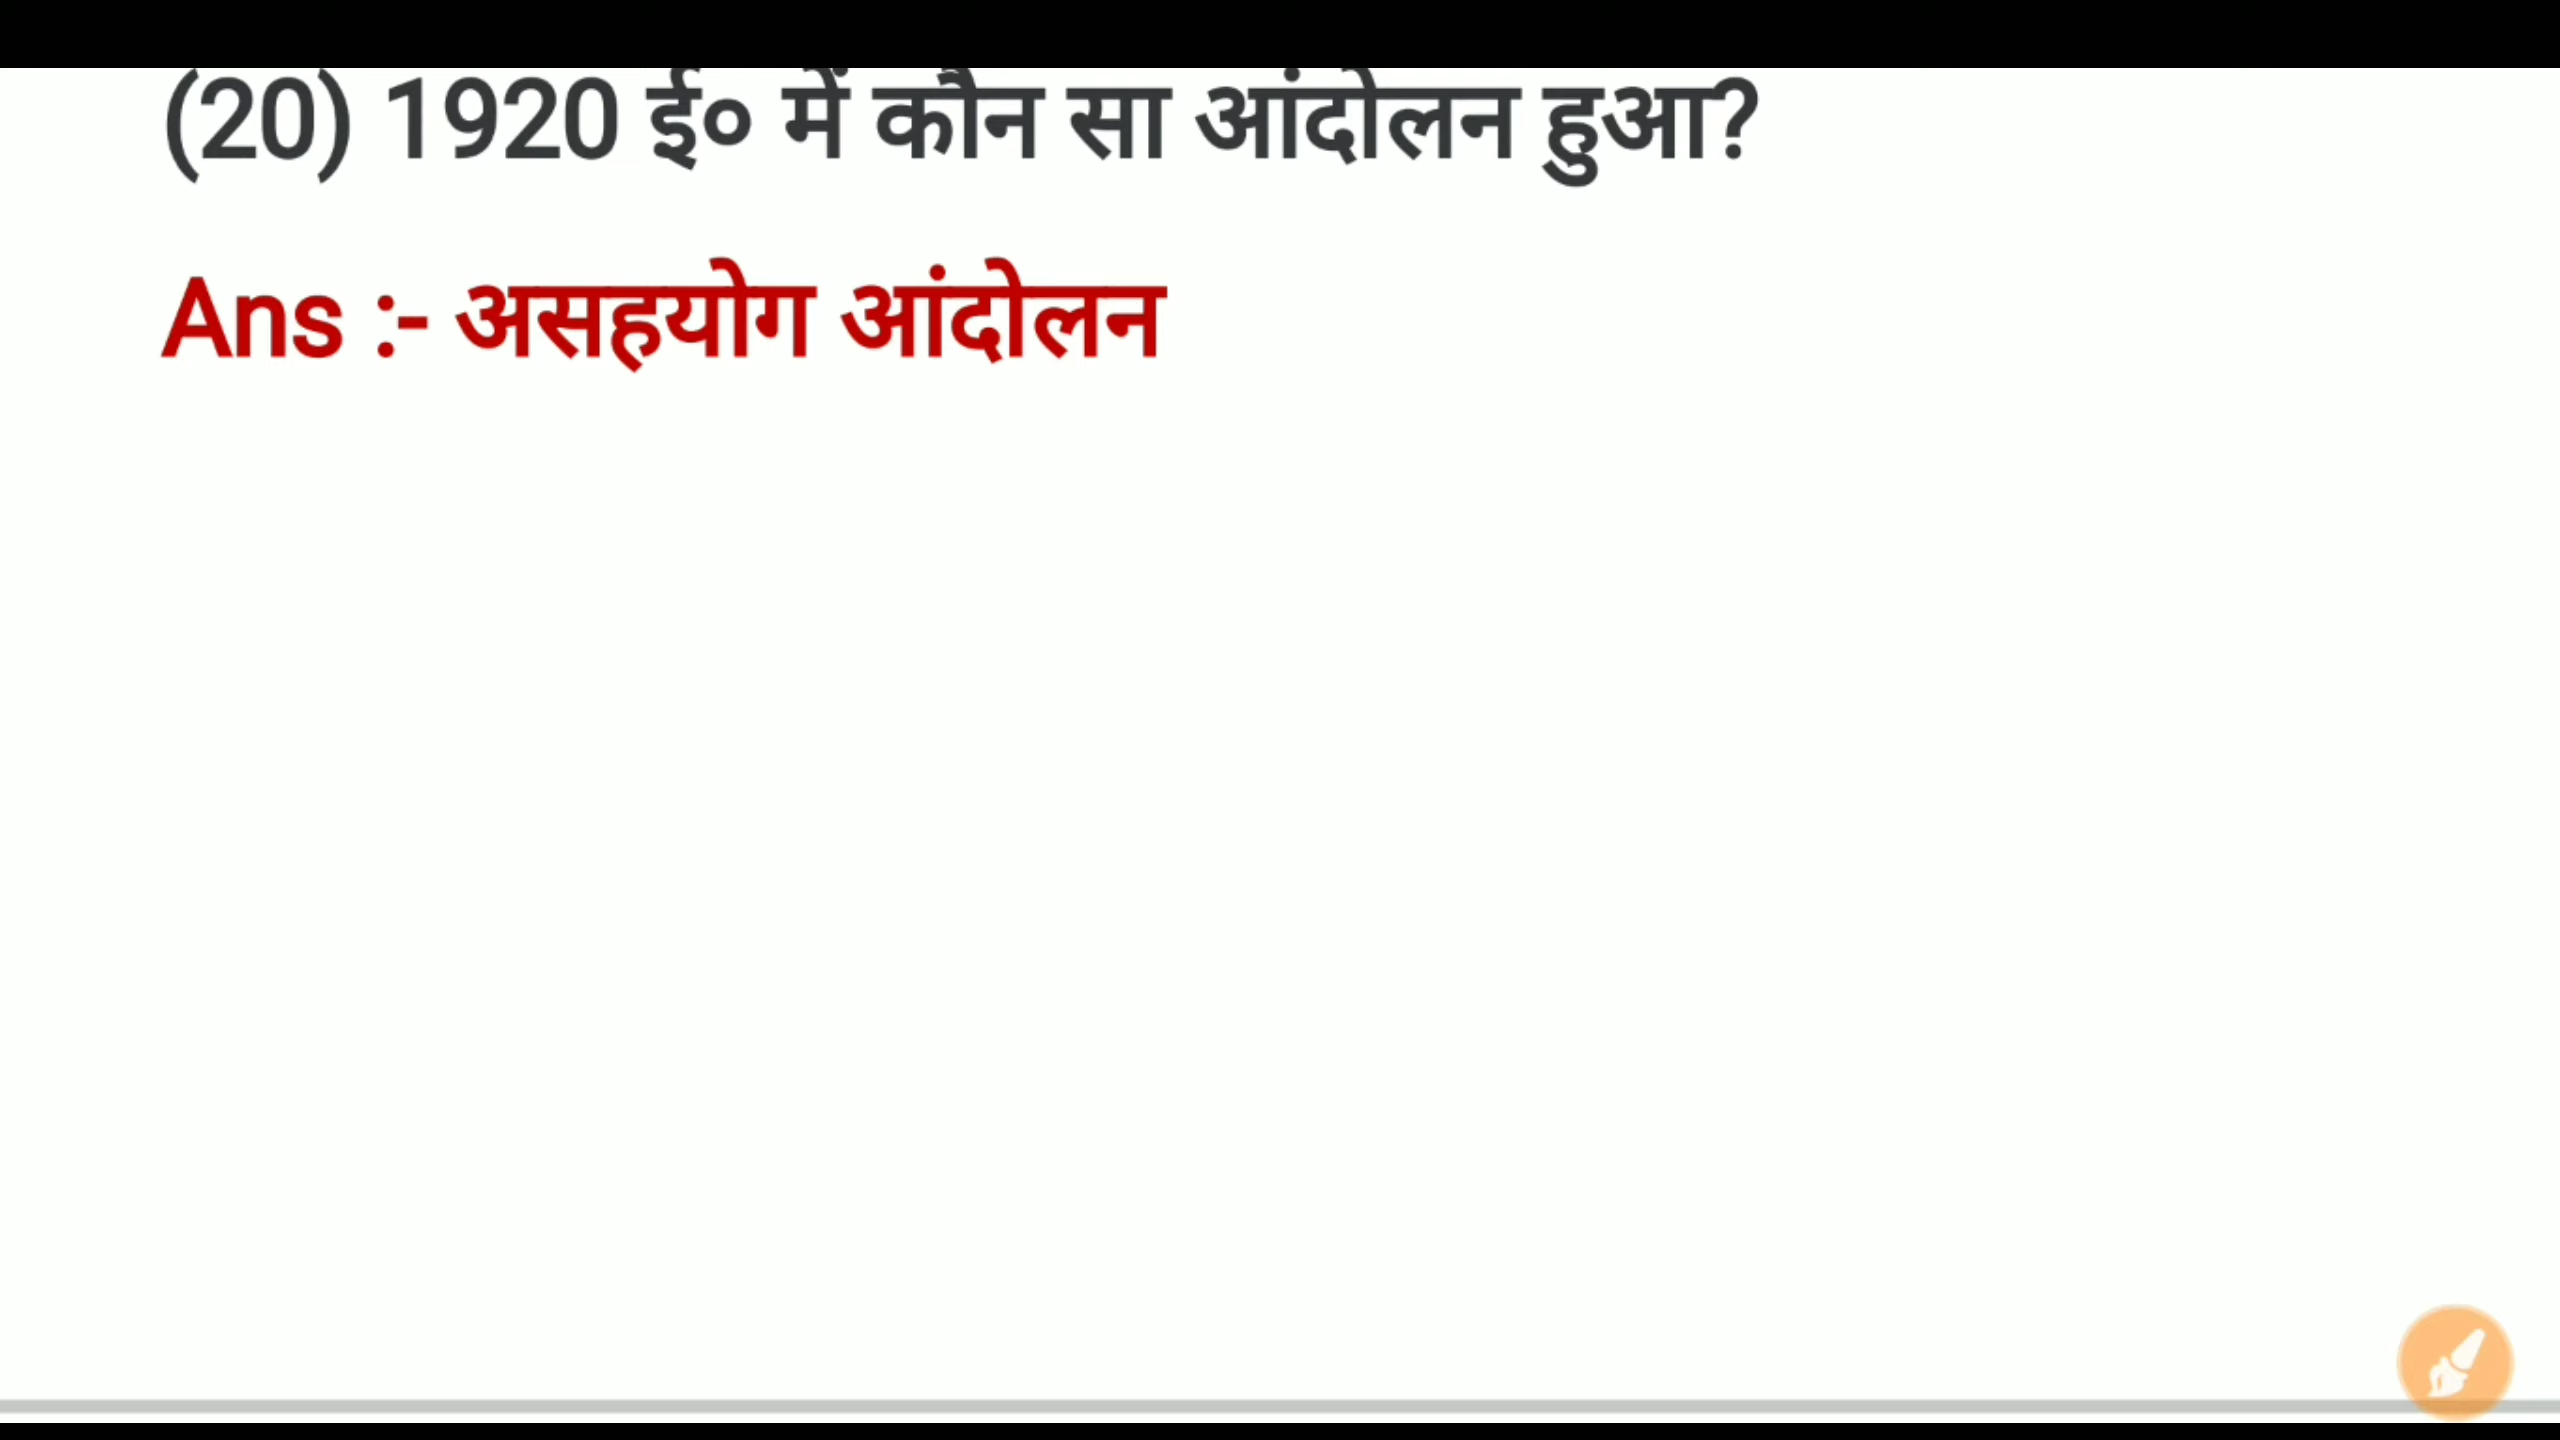 (20) 1920 ई० में कौन सा आंदोलन हुआ?
Ans :- असहयोग आंदोलन